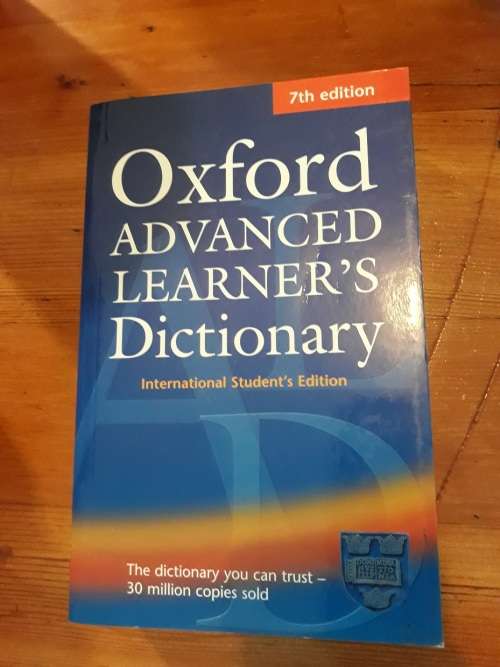 7th edition
Oxford
ADVANCED
LEARNER'S
Dictionary
International Student's Edition
The dictionary you can trust –
30 million copies sold